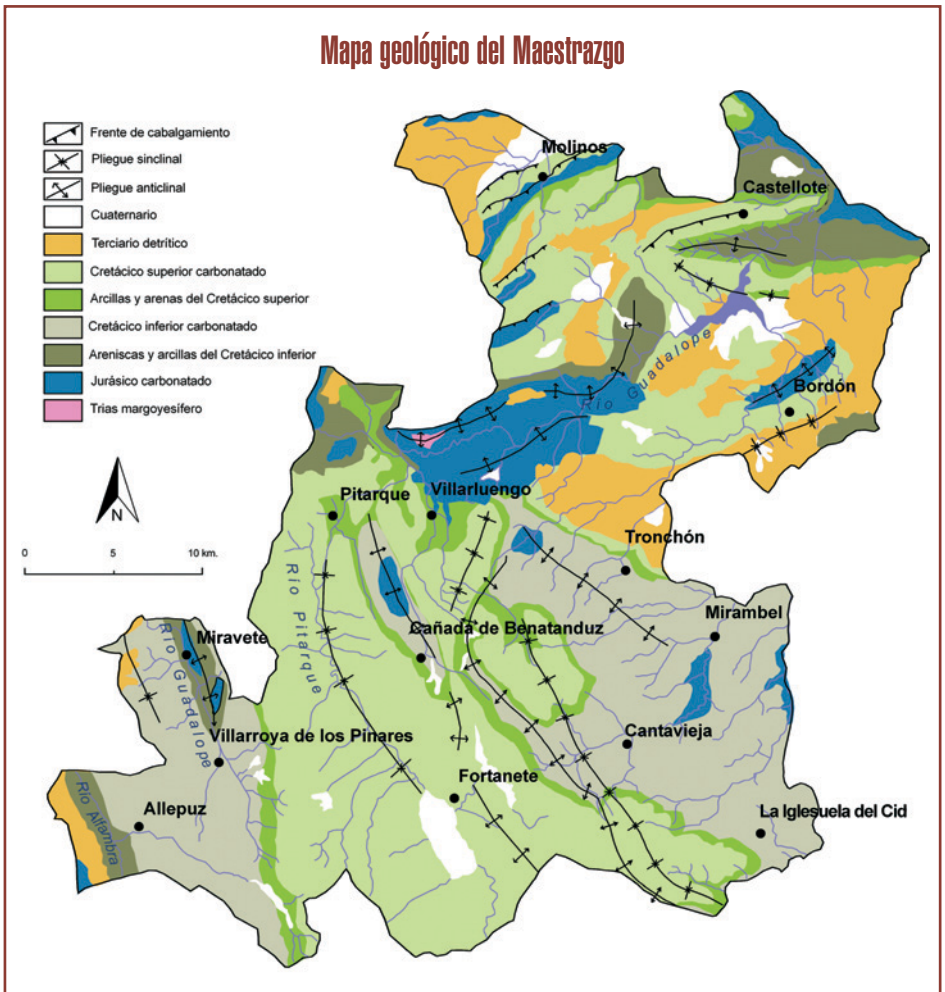 Mapa geológico del Maestrazgo
Frente de cabalgamiento
Pliegue sinclinal
Pliegue anticlinal
Cuaternario
Terciario detrítico
Cretácico superior carbonatado
Arcillas y arenas del Cretácico superior
Cretácico inferior carbonatado
Areniscas y arcillas del Cretácico inferior
Jurásico carbonatado
Trias margoyesífero
N
0 5 10 km.
Molinos
Castellote
Río Guadalope
Bordón
Pitarque
Villarluengo
Tronchón
Río Pitarque
Mirambel
Miravete
Río Guadalope
Cañada de Benatanduz
Villarroya de los Pinares
Cantavieja
Fortanete
Allepuz
Río Alfambra
La Iglesuela del Cid